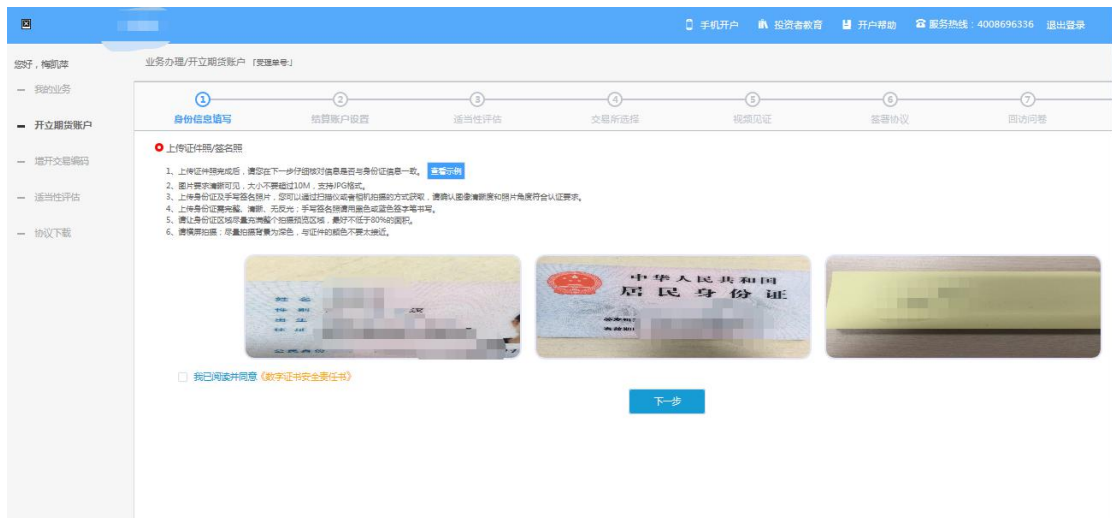 手机开户 投资者教育 开户帮助 服务热线：4008696336 退出登录
您好，梅凯萍
业务办理/开立期货账户「受理单号:」
我的业务
开立期货账户
增开交易编码
适当性评估
协议下载
1 2 3 4 5 6 7
身份信息填写 结算账户设置 适当性评估 交易所选择 视频见证 签署协议 回访问卷
上传证件照/签名照
1、上传证件照完成后，请您在下一步仔细核对信息是否与身份证信息一致。 查看示例
2、图片要求清晰可见，大小不要超过10M，支持JPG格式。
3、上传身份证及手写签名照片，您可以通过扫描仪或者相机拍摄的方式获取，请确认图像清晰度和照片角度符合认证要求。
4、上传身份证需完整、清晰、无反光；手写签名照请用黑色或蓝色签字笔书写。
5、请让身份证区域尽量充满整个拍摄预览区域，最好不低于80%的面积。
6、请横屏拍摄；尽量拍摄背景为深色，与证件的颜色不要太接近。
姓 名
汉
公民身份
中华人民共和国
居民身份证
我已阅读并同意《数字证书安全责任书》
下一步